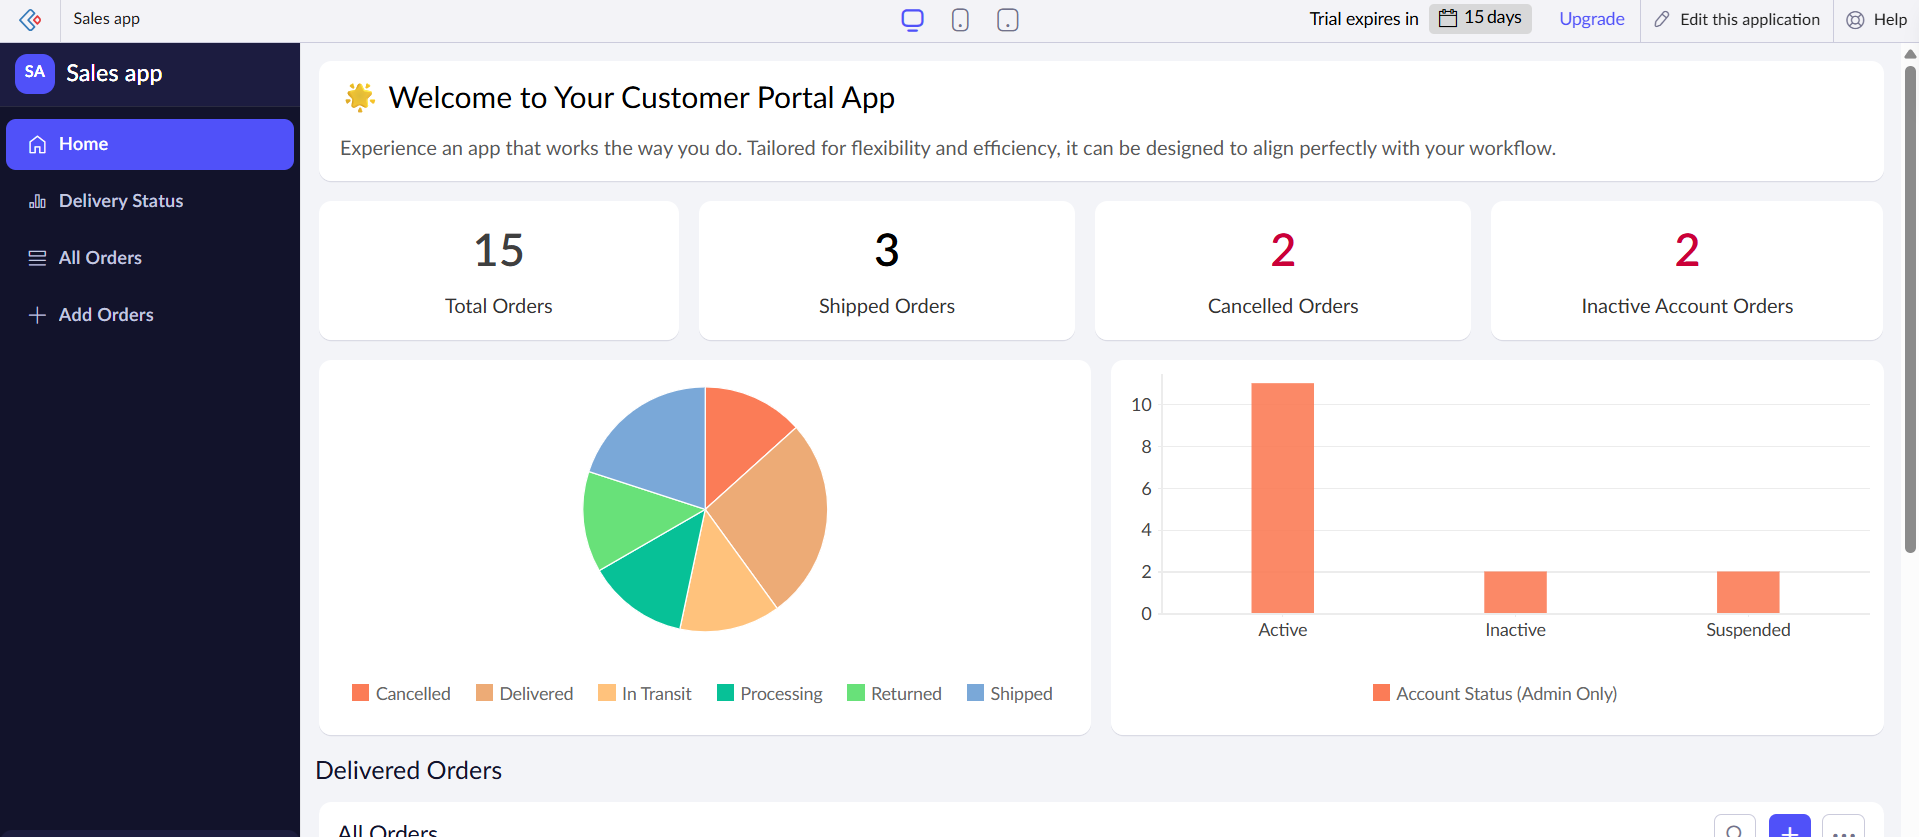 Sales app
Trial expires in 15 days Upgrade Edit this application Help
SA Sales app
Home
Delivery Status
All Orders
Add Orders
Welcome to Your Customer Portal App
Experience an app that works the way you do. Tailored for flexibility and efficiency, it can be designed to align perfectly with your workflow.
15
Total Orders
3
Shipped Orders
2
Cancelled Orders
2
Inactive Account Orders
Cancelled Delivered In Transit Processing Returned Shipped
10
8
6
4
2
0
Active Inactive Suspended
Account Status (Admin Only)
Delivered Orders
All Orders